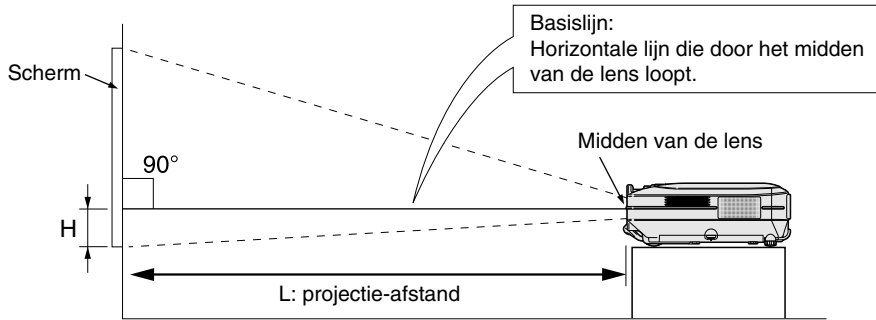 Basislijn:
Horizontale lijn die door het midden
van de lens loopt.
Scherm
Midden van de lens
90°
H
L: projectie-afstand